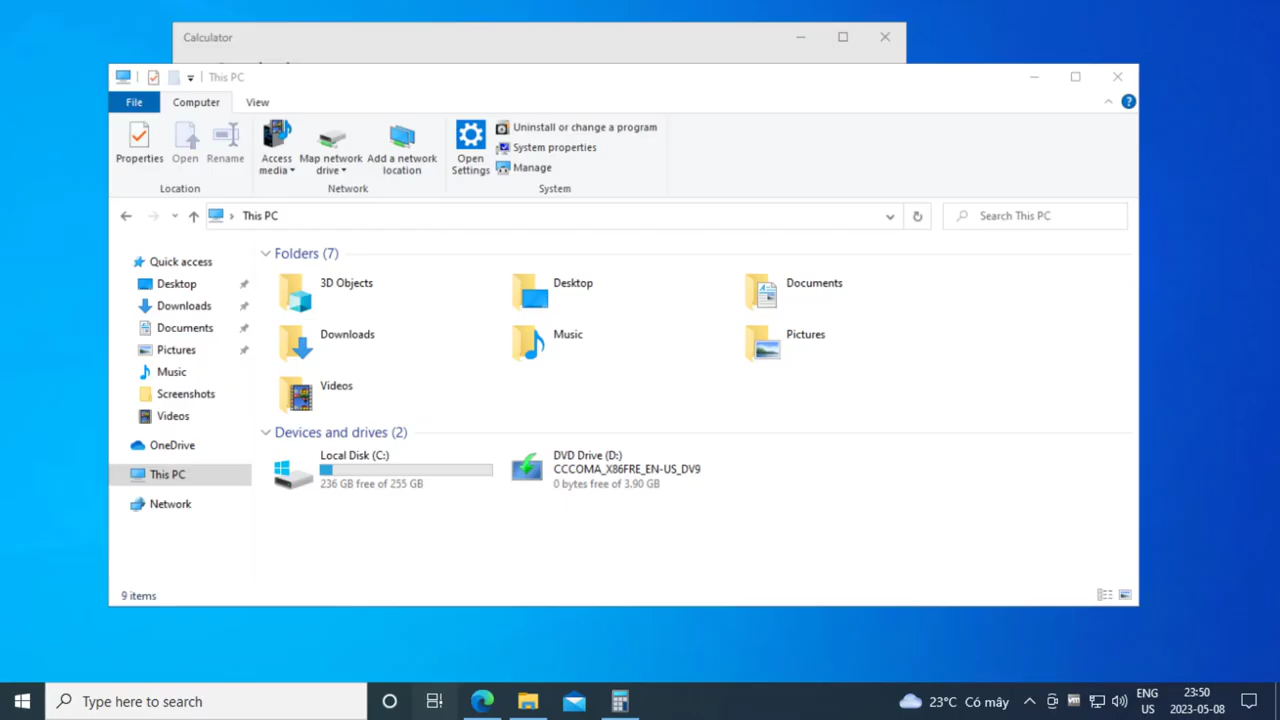 Calculator
This PC
File
Computer
View
Properties
Open
Rename
Access media
Map network drive
Add a network location
Open Settings
Uninstall or change a program
System properties
Manage
Location
Network
System
This PC
Search This PC
Quick access
Desktop
Downloads
Documents
Pictures
Music
Screenshots
Videos
OneDrive
This PC
Network
Folders (7)
3D Objects
Desktop
Documents
Downloads
Music
Pictures
Videos
Devices and drives (2)
Local Disk (C:)
236 GB free of 255 GB
DVD Drive (D:)
CCCOMA_X86FRE_EN-US_DV9
0 bytes free of 3.90 GB
9 items
Type here to search
23°C Có mây
ENG
US
23:50
2023-05-08